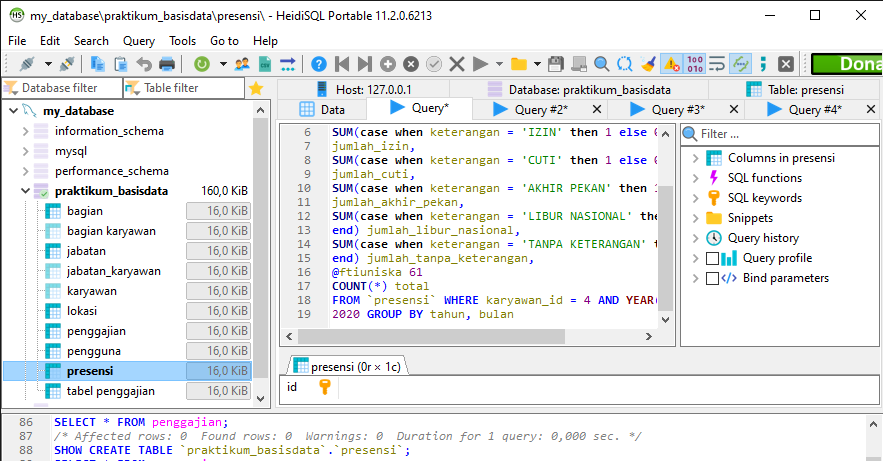 my_database\praktikum_basisdata\presensi\ - HeidiSQL Portable 11.2.0.6213
File Edit Search Query Tools Go to Help
Dona
Database filter Table filter
Host: 127.0.0.1 Database: praktikum_basisdata Table: presensi
Data Query* Query #2* Query #3* Query #4*
my_database
information_schema
mysql
performance_schema
praktikum_basisdata 160,0 KiB
bagian 16,0 KiB
bagian karyawan 16,0 KiB
jabatan 16,0 KiB
jabatan_karyawan 16,0 KiB
karyawan 16,0 KiB
lokasi 16,0 KiB
penggajian 16,0 KiB
pengguna 16,0 KiB
presensi 16,0 KiB
tabel penggajian 16,0 KiB
6 SUM(case when keterangan = 'IZIN' then 1 else 0
7 jumlah_izin,
8 SUM(case when keterangan = 'CUTI' then 1 else 0
9 jumlah_cuti,
10 SUM(case when keterangan = 'AKHIR PEKAN' then 1
11 jumlah_akhir_pekan,
12 SUM(case when keterangan = 'LIBUR NASIONAL' the
13 end) jumlah_libur_nasional,
14 SUM(case when keterangan = 'TANPA KETERANGAN' t
15 end) jumlah_tanpa_keterangan,
16 @ftiuniska 61
17 COUNT(*) total
18 FROM `presensi` WHERE karyawan_id = 4 AND YEAR(
19 2020 GROUP BY tahun, bulan
Filter ...
Columns in presensi
SQL functions
SQL keywords
Snippets
Query history
Query profile
Bind parameters
presensi (0r × 1c)
id
86 SELECT * FROM penggajian;
87 /* Affected rows: 0 Found rows: 0 Warnings: 0 Duration for 1 query: 0,000 sec. */
88 SHOW CREATE TABLE `praktikum_basisdata`.`presensi`;